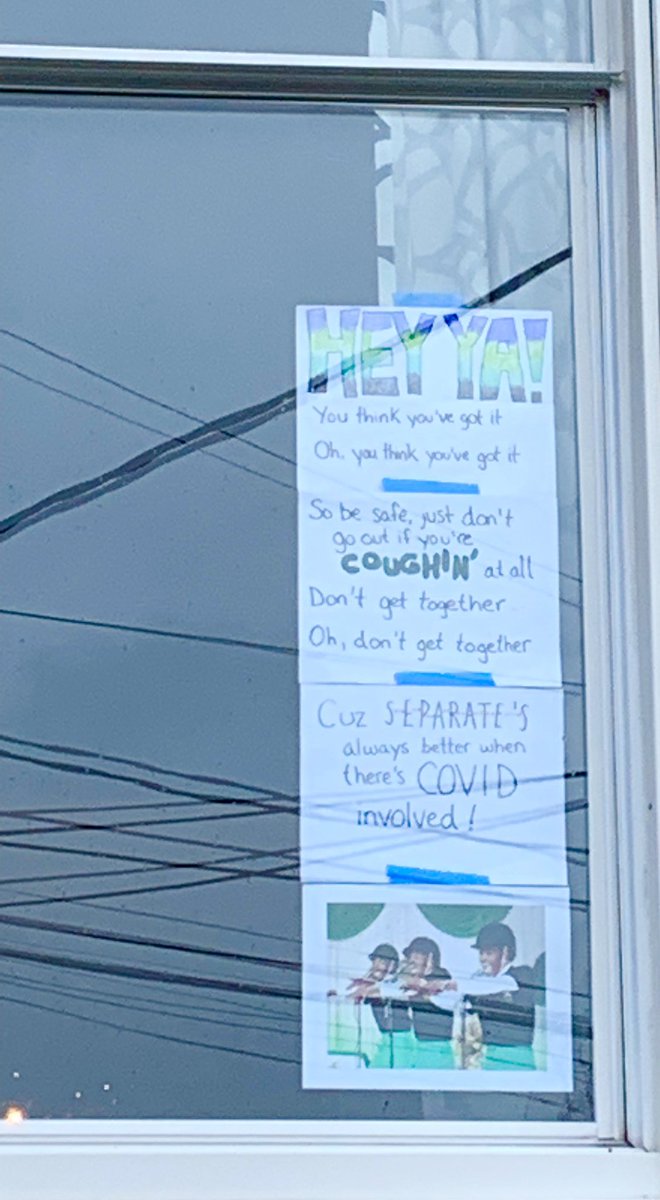 HEY YA!
You think you've got it
Oh, you think you've got it
So be safe, just don't
go out if you're
COUGHIN' at all
Don't get together
Oh, don't get together
Cuz SEPARATE'S
always better when
there's COVID
involved!